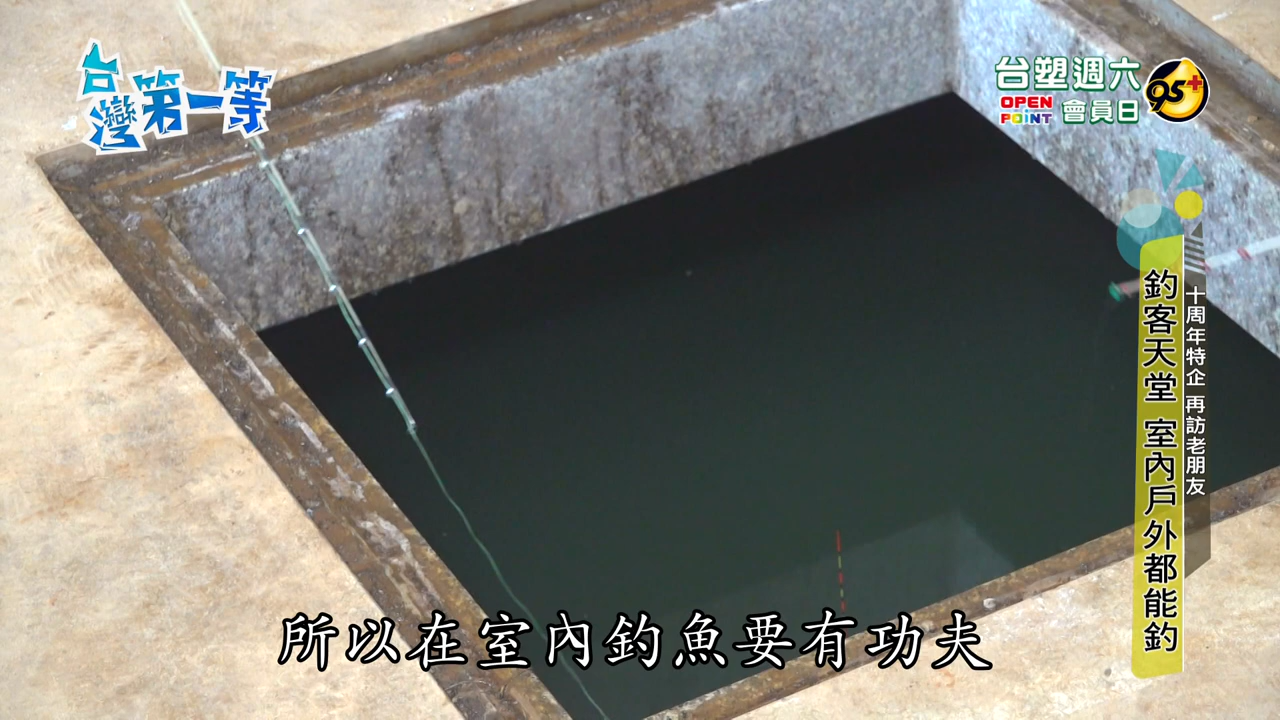 台灣第一等
台塑週六
OPEN POINT 會員日
95+
十周年特企 再訪老朋友
釣客天堂 室內戶外都能釣
所以在室內釣魚要有功夫